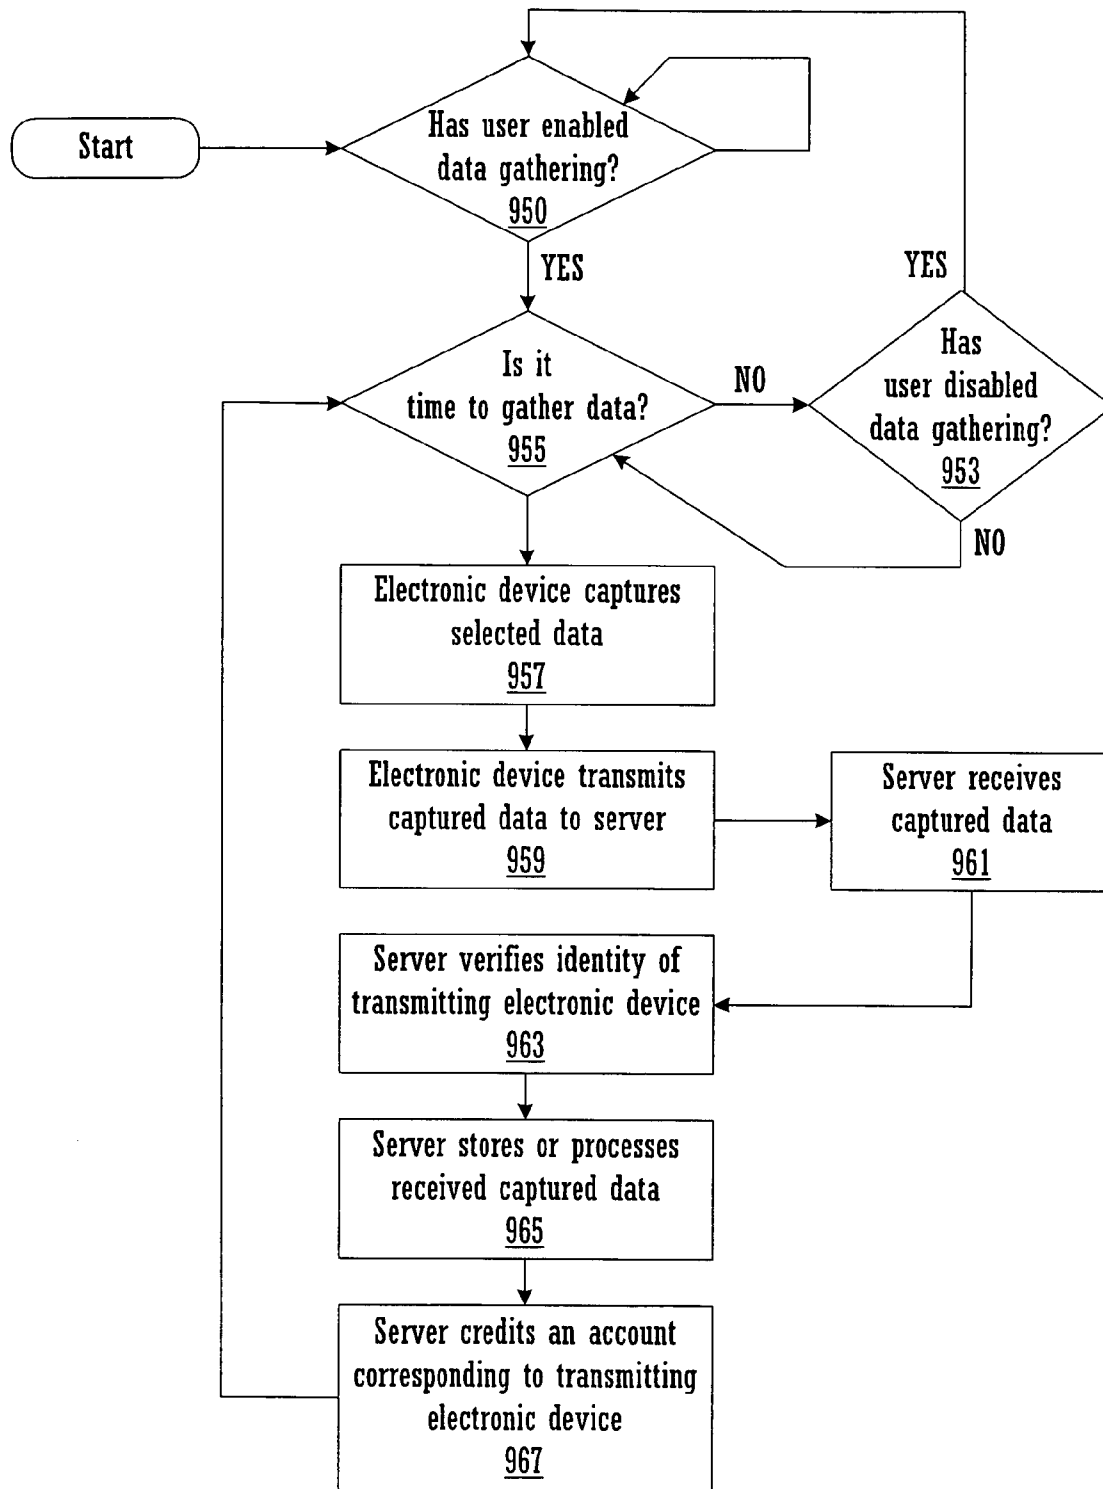 Start
Has user enabled
data gathering?
950
YES
YES
Is it
time to gather data?
955
NO
Has
user disabled
data gathering?
953
NO
Electronic device captures
selected data
957
Electronic device transmits
captured data to server
959
Server receives
captured data
961
Server verifies identity of
transmitting electronic device
963
Server stores or processes
received captured data
965
Server credits an account
corresponding to transmitting
electronic device
967